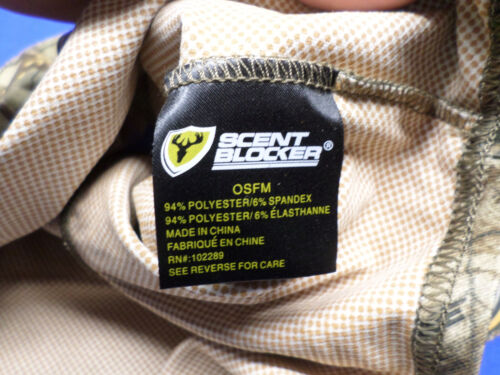 SCENT
BLOCKER®
OSFM
94% POLYESTER/6% SPANDEX
94% POLYESTER/6% ÉLASTHANNE
MADE IN CHINA
FABRIQUÉ EN CHINE
RN#:102289
SEE REVERSE FOR CARE